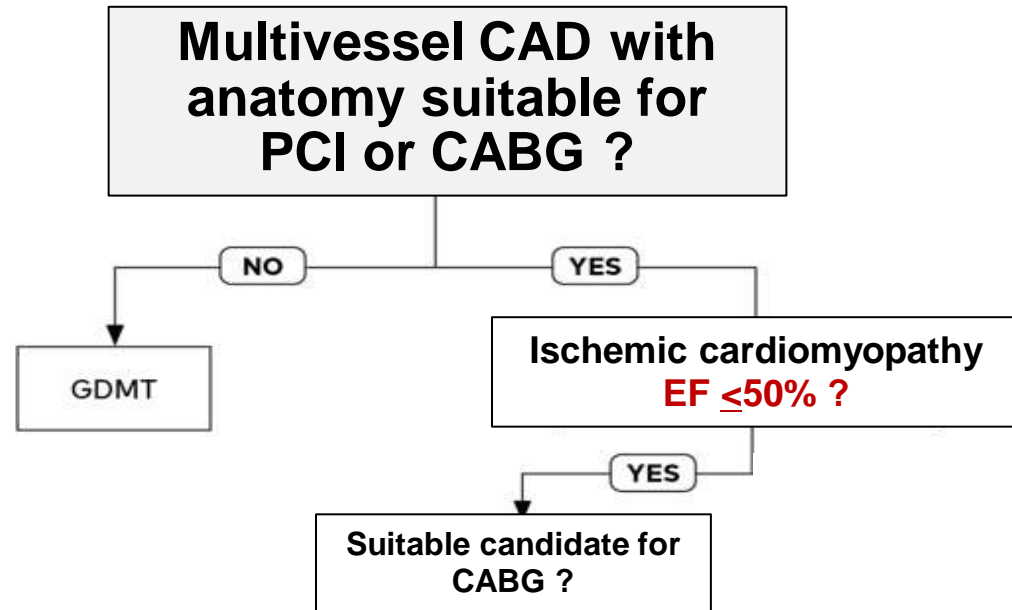 Multivessel CAD with
anatomy suitable for
PCI or CABG ?
NO
YES
GDMT
Ischemic cardiomyopathy
EF ≤50% ?
YES
Suitable candidate for
CABG ?